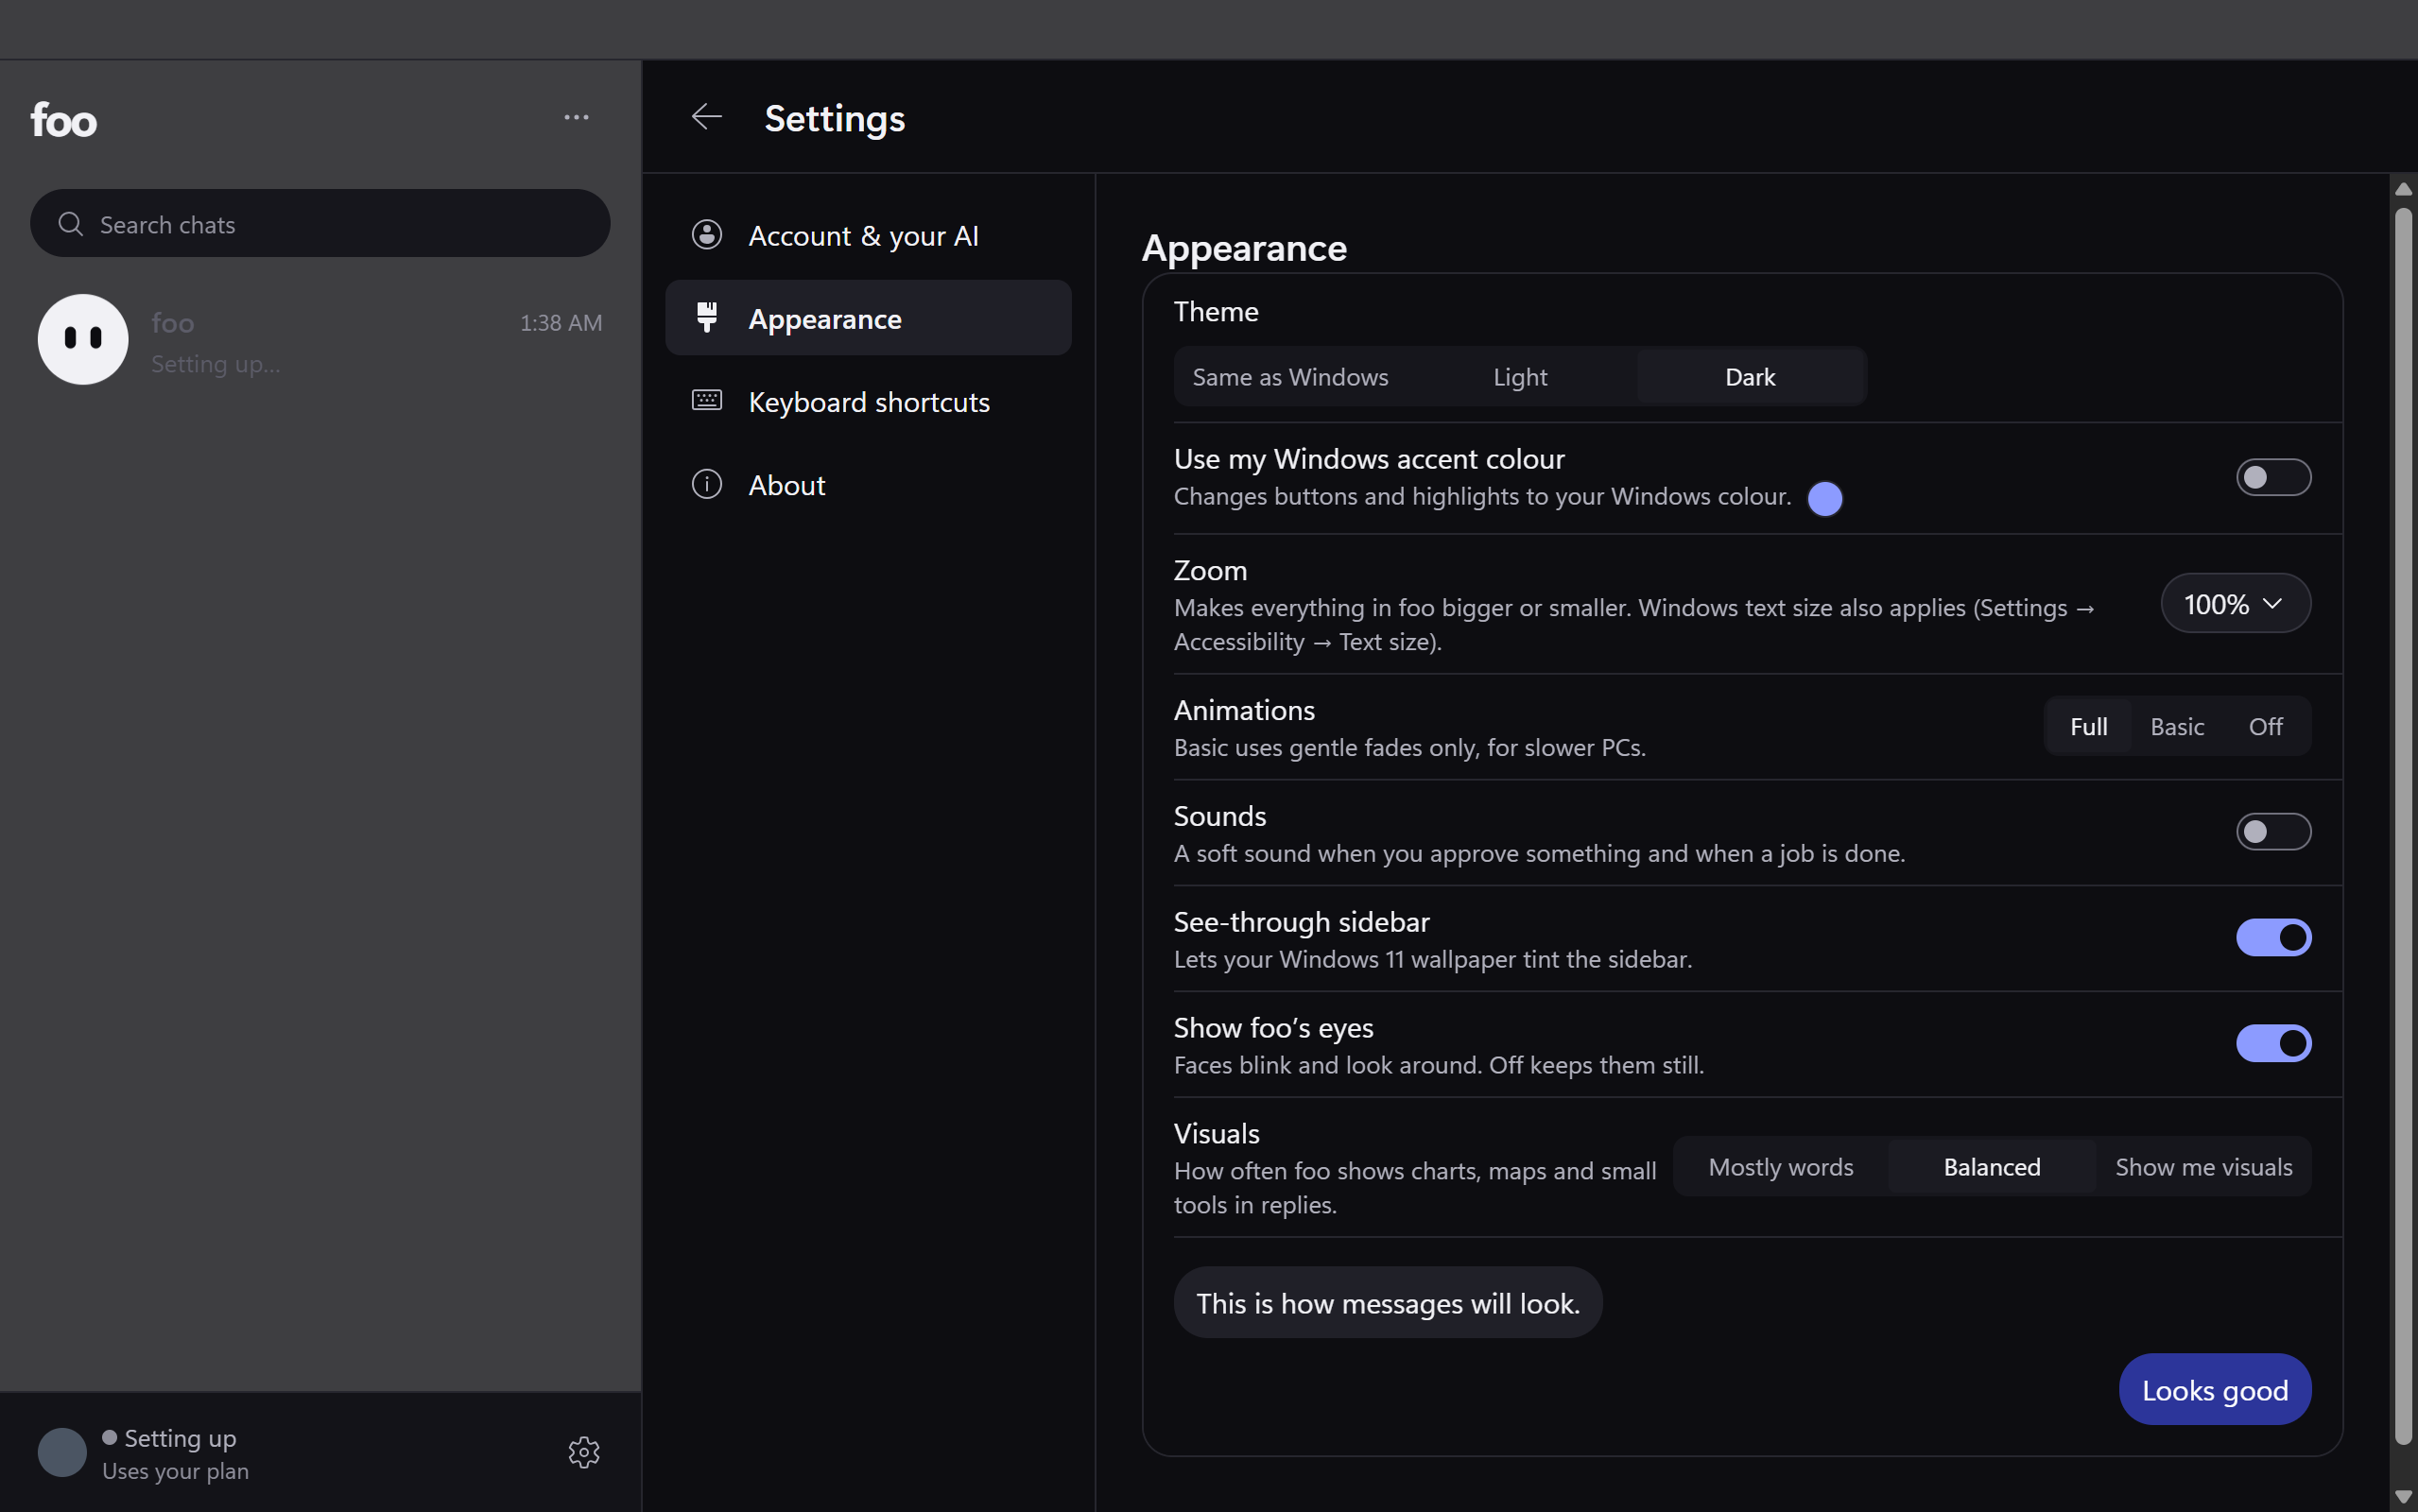 foo
Search chats
foo
1:38 AM
Setting up...
Setting up
Uses your plan
Settings
Account & your AI
Appearance
Keyboard shortcuts
About
Appearance
Theme
Same as Windows Light Dark
Use my Windows accent colour
Changes buttons and highlights to your Windows colour.
Zoom
Makes everything in foo bigger or smaller. Windows text size also applies (Settings →
Accessibility → Text size).
100%
Animations
Basic uses gentle fades only, for slower PCs.
Full Basic Off
Sounds
A soft sound when you approve something and when a job is done.
See-through sidebar
Lets your Windows 11 wallpaper tint the sidebar.
Show foo’s eyes
Faces blink and look around. Off keeps them still.
Visuals
How often foo shows charts, maps and small
tools in replies.
Mostly words Balanced Show me visuals
This is how messages will look.
Looks good